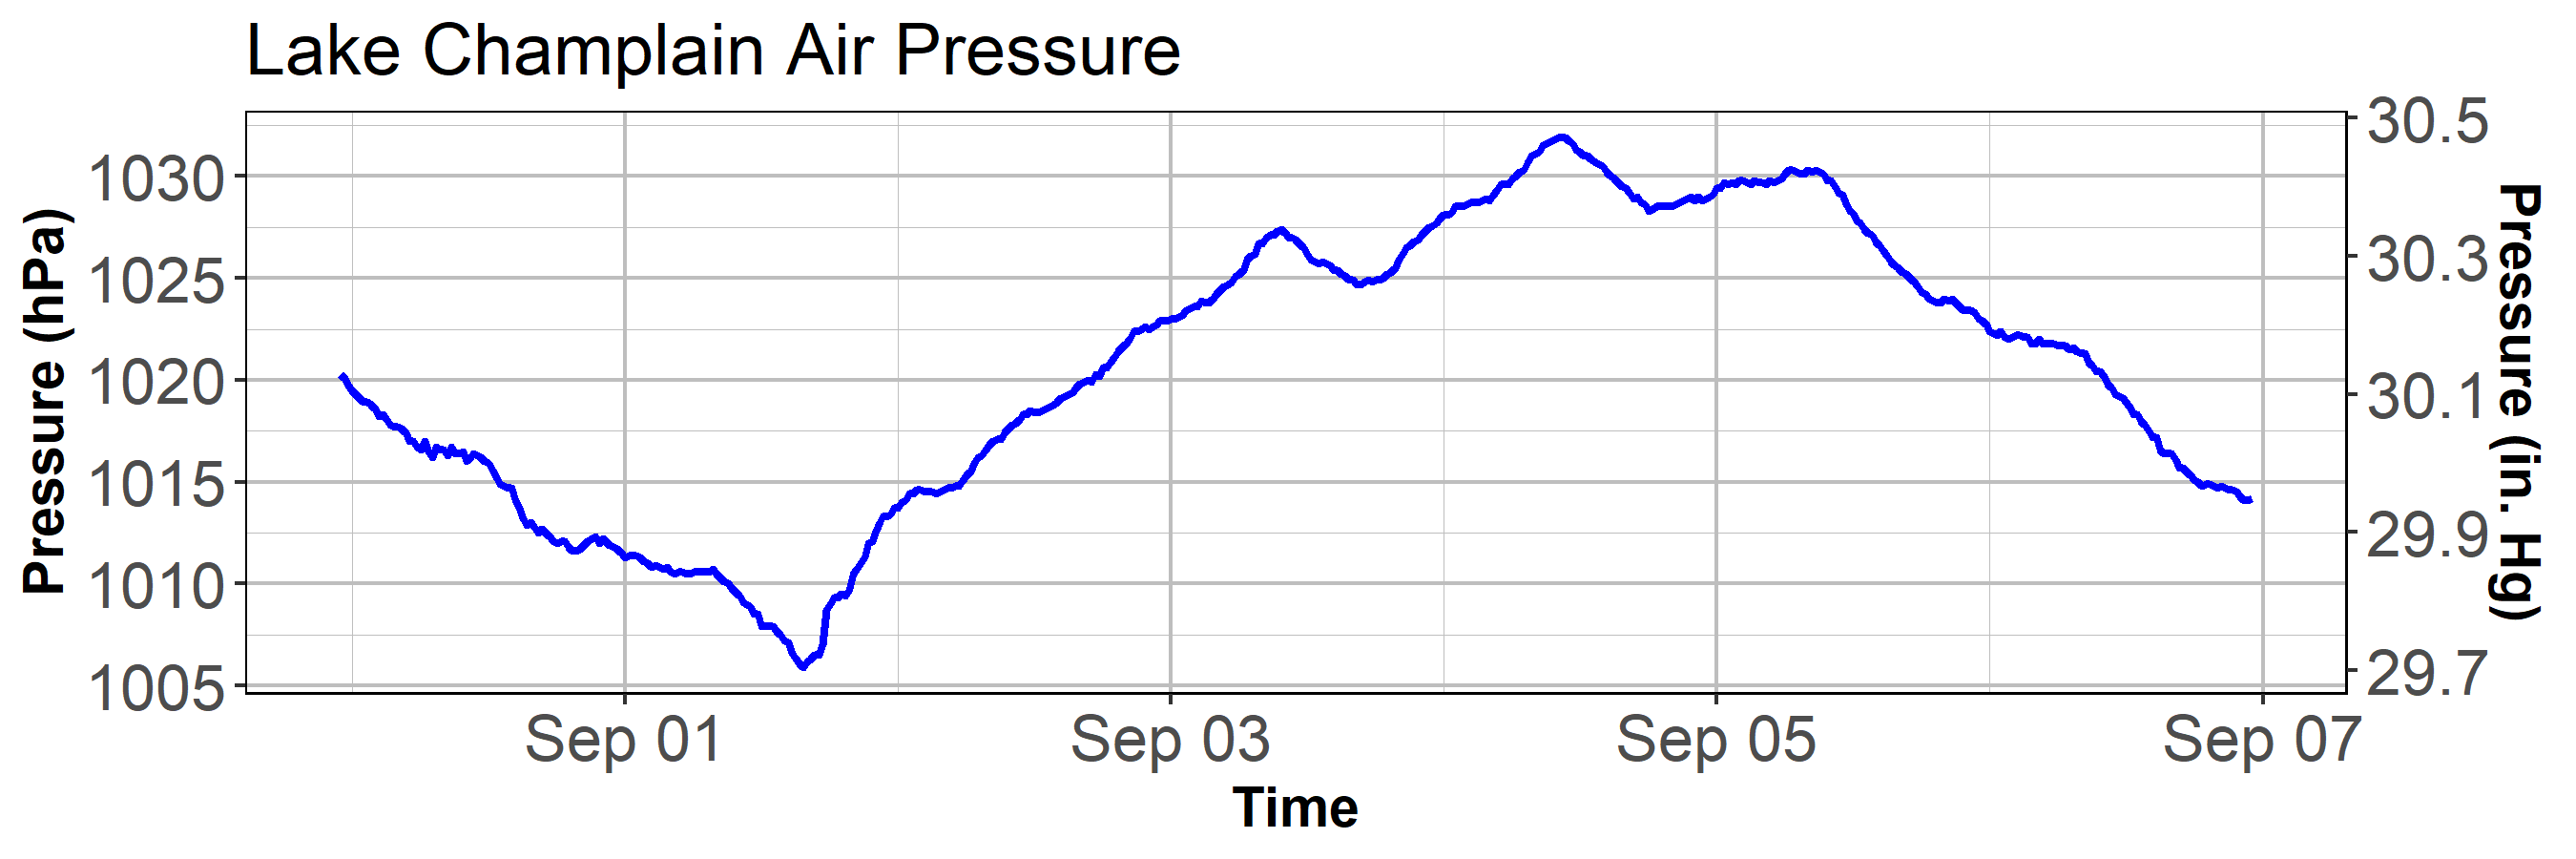 Lake Champlain Air Pressure
Pressure (hPa)
1030
1025
1020
1015
1010
1005
30.5
30.3
30.1
29.9
29.7
Pressure (in. Hg)
Sep 01 Sep 03 Sep 05 Sep 07
Time